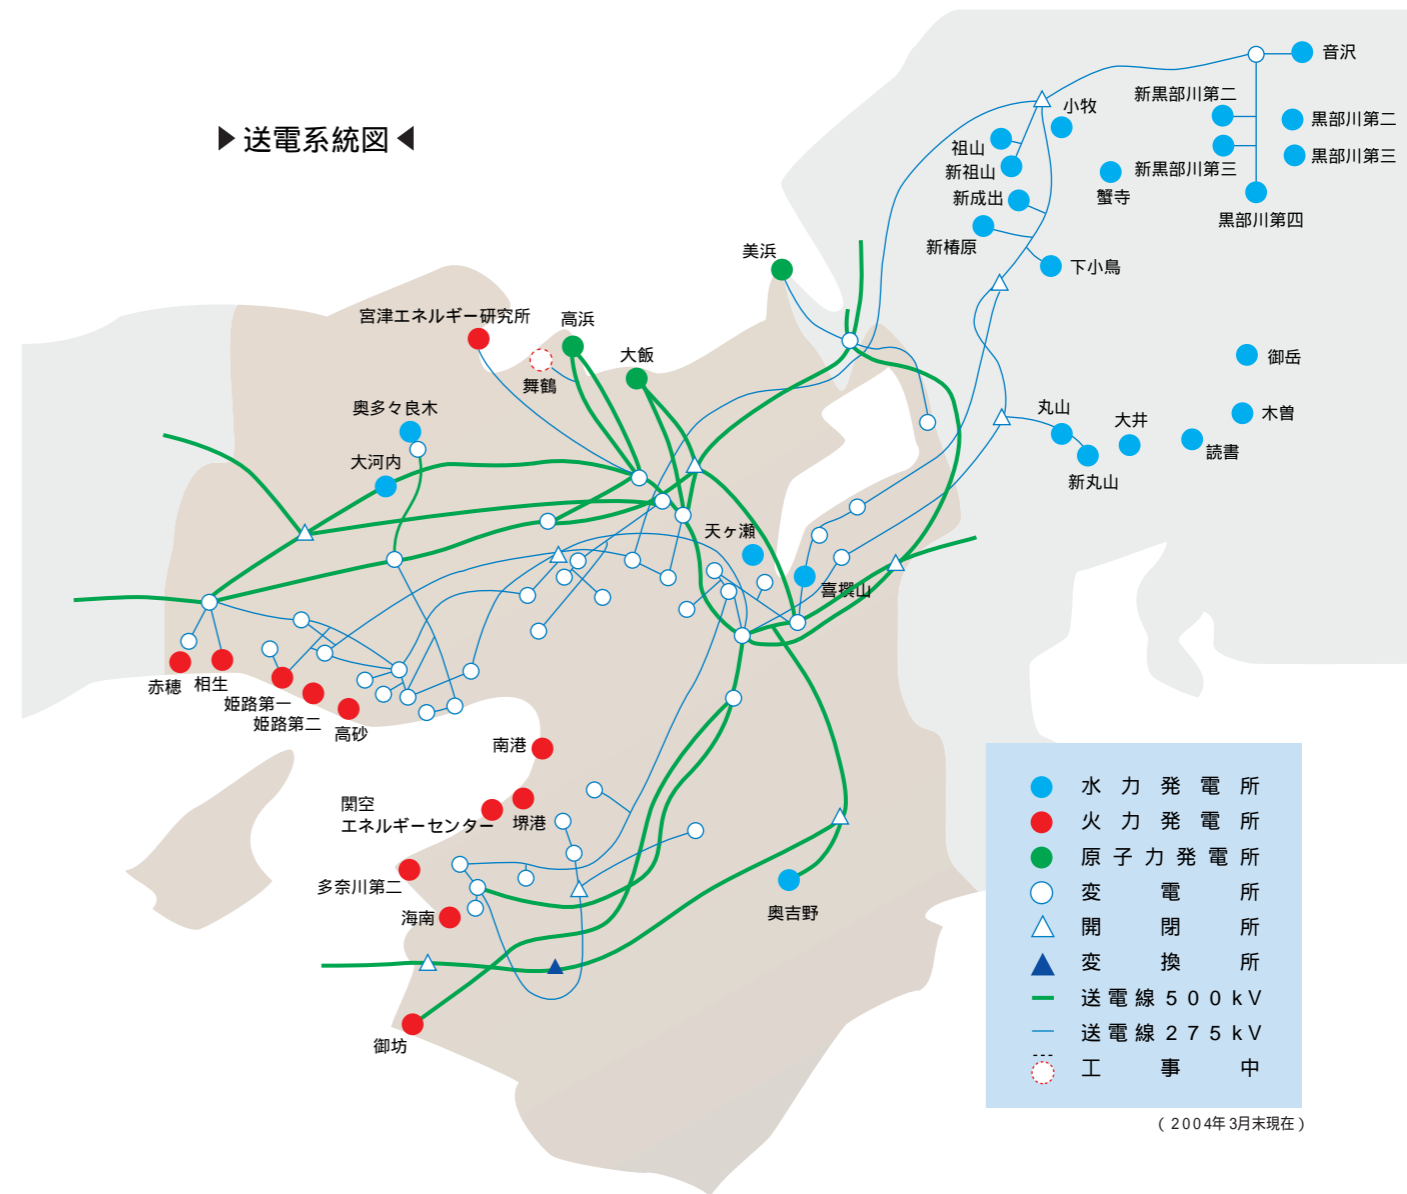 ▶送電系統図◀
音沢
小牧
新黒部川第二
黒部川第二
祖山
新祖山
新黒部川第三
黒部川第三
新成出
蟹寺
黒部川第四
新椿原
美浜
下小鳥
宮津エネルギー研究所
高浜
大飯
舞鶴
御岳
奥多々良木
丸山
大井
木曽
大河内
読書
新丸山
天ヶ瀬
喜撰山
赤穂
相生
姫路第一
姫路第二
高砂
南港
関空
エネルギーセンター
堺港
多奈川第二
海南
奥吉野
御坊
水力発電所
火力発電所
原子力発電所
変電所
開閉所
変換所
送電線500kV
送電線275kV
工事中
(2004年3月末現在)